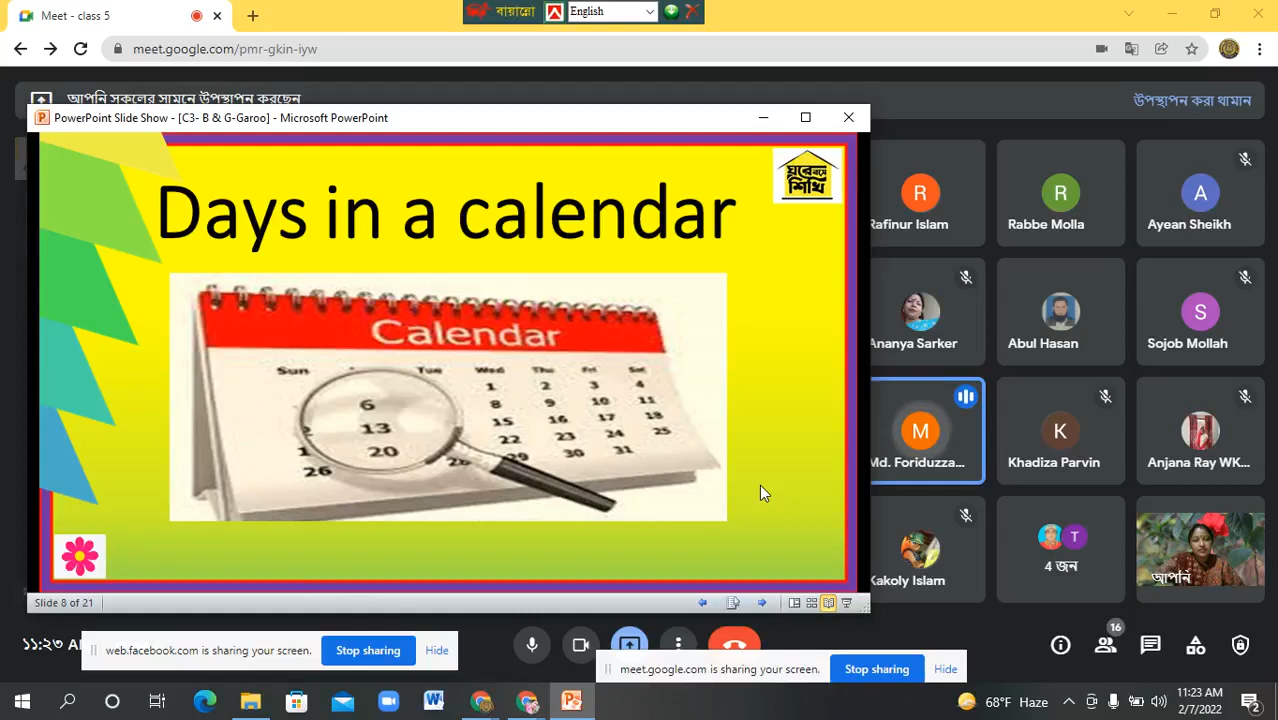 Meet - class 5
বায়ান্নো
English
meet.google.com/pmr-gkin-iyw
আপনি সকলের সামনে উপস্থাপন করছেন
উপস্থাপন করা থামান
PowerPoint Slide Show - [C3- B & G-Garoo] - Microsoft PowerPoint
Days in a calendar
ঘরে বসে
শিখি
Calendar
Sun Tue Wed Thu Fri Sat
1 2 3 4
6 8 9 10 11
13 15 16 17 18
20 22 23 24 25
26 28 29 30 31
Slide 8 of 21
R
Rafinur Islam
R
Rabbe Molla
A
Ayean Sheikh
Ananya Sarker
Abul Hasan
S
Sojob Mollah
M
Md. Foriduzza...
K
Khadiza Parvin
Anjana Ray WK...
Kakoly Islam
T
4 জন
আপনি
১১:২৩ A
web.facebook.com is sharing your screen.
Stop sharing
Hide
meet.google.com is sharing your screen.
Stop sharing
Hide
16
68°F Haze
11:23 AM
2/7/2022
2